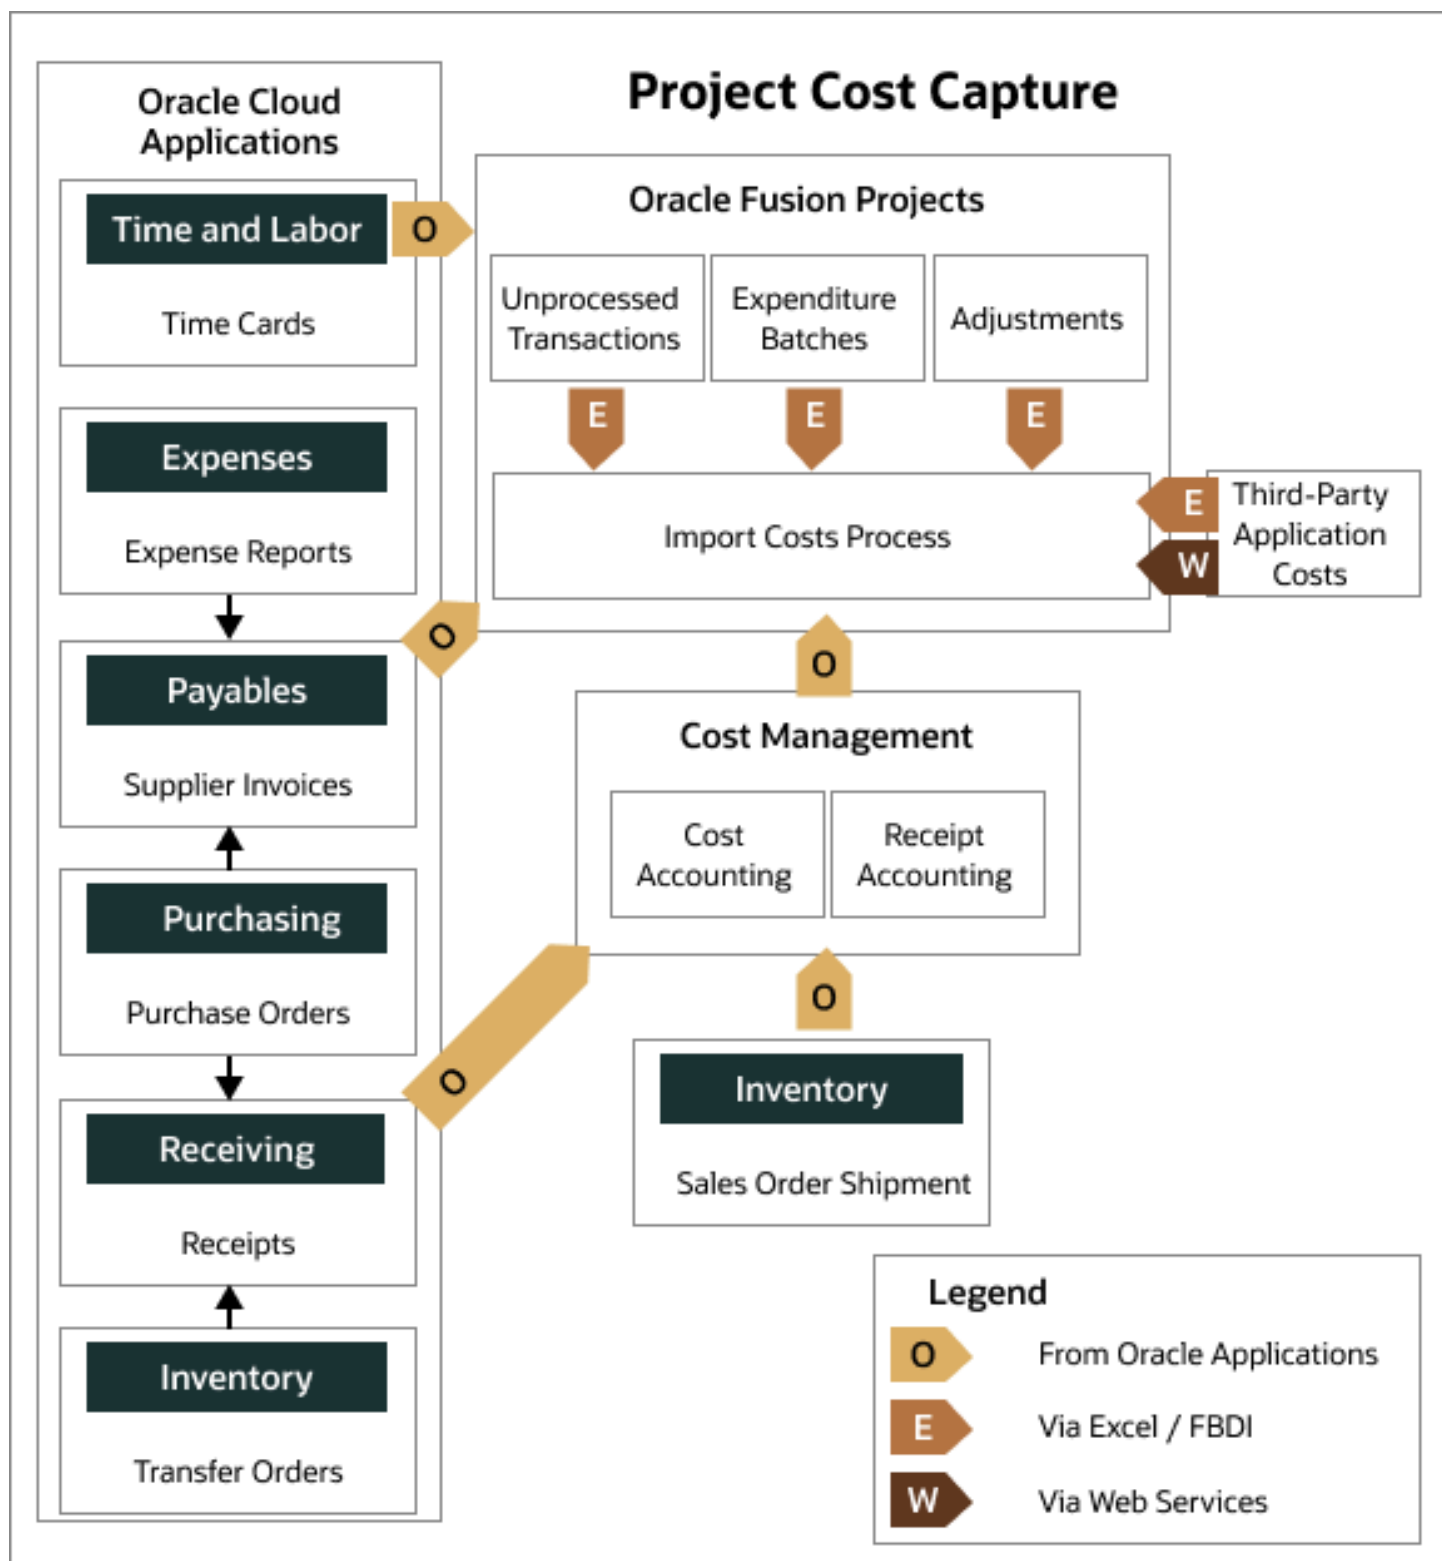 Project Cost Capture
Oracle Cloud
Applications
Time and Labor
O
Time Cards
Expenses
Expense Reports
Payables
O
Supplier Invoices
Purchasing
Purchase Orders
Receiving
O
Receipts
Inventory
Transfer Orders
Oracle Fusion Projects
Unprocessed
Transactions
Expenditure
Batches
Adjustments
E
E
E
Import Costs Process
E
W
Third-Party
Application
Costs
O
Cost Management
Cost
Accounting
Receipt
Accounting
O
Inventory
Sales Order Shipment
Legend
O From Oracle Applications
E Via Excel / FBDI
W Via Web Services